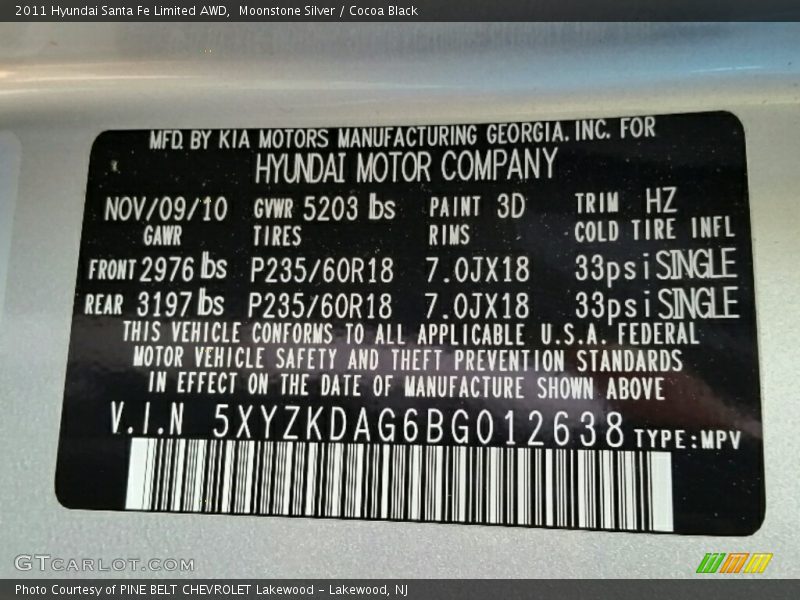 2011 Hyundai Santa Fe Limited AWD,  Moonstone Silver / Cocoa Black
MFD. BY KIA MOTORS MANUFACTURING GEORGIA. INC. FOR
HYUNDAI MOTOR COMPANY
NOV/09/10 GVWR 5203 lbs PAINT 3D TRIM HZ
GAWR TIRES RIMS COLD TIRE INFL
FRONT 2976 lbs P235/60R18 7.0JX18 33psi SINGLE
REAR 3197 lbs P235/60R18 7.0JX18 33psi SINGLE
THIS VEHICLE CONFORMS TO ALL APPLICABLE U.S.A. FEDERAL
MOTOR VEHICLE SAFETY AND THEFT PREVENTION STANDARDS
IN EFFECT ON THE DATE OF MANUFACTURE SHOWN ABOVE
V.I.N 5XYZKDAG6BG012638 TYPE:MPV
GTCARLOT.COM
Photo Courtesy of PINE BELT CHEVROLET Lakewood - Lakewood, NJ